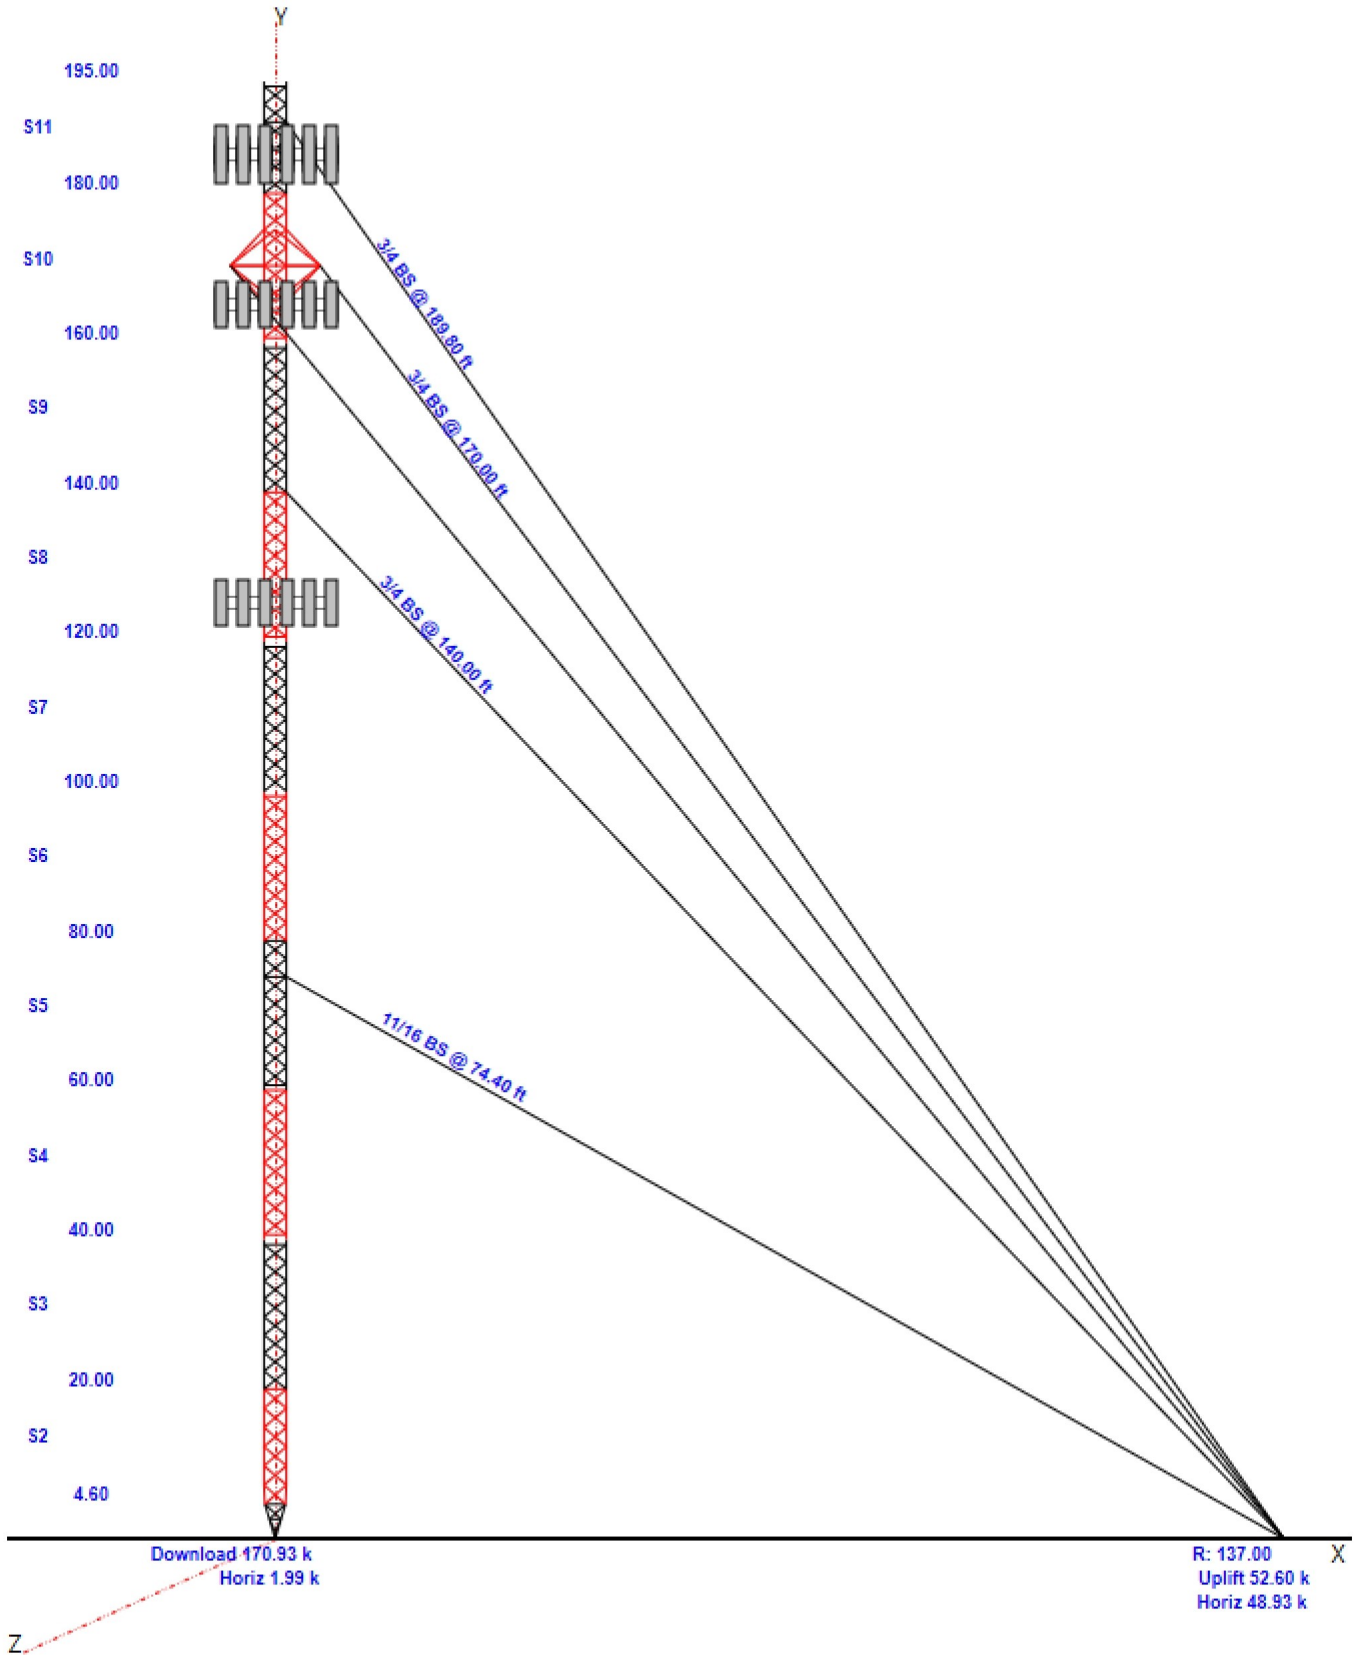 Y
195.00
S11
180.00
3/4 BS @ 189.80 ft
S10
160.00
3/4 BS @ 170.00 ft
S9
140.00
S8
3/4 BS @ 140.00 ft
120.00
S7
100.00
S6
80.00
S5
11/16 BS @ 74.40 ft
60.00
S4
40.00
S3
20.00
S2
4.60
Download 170.93 k
Horiz 1.99 k
R: 137.00
X
Uplift 52.60 k
Horiz 48.93 k
Z